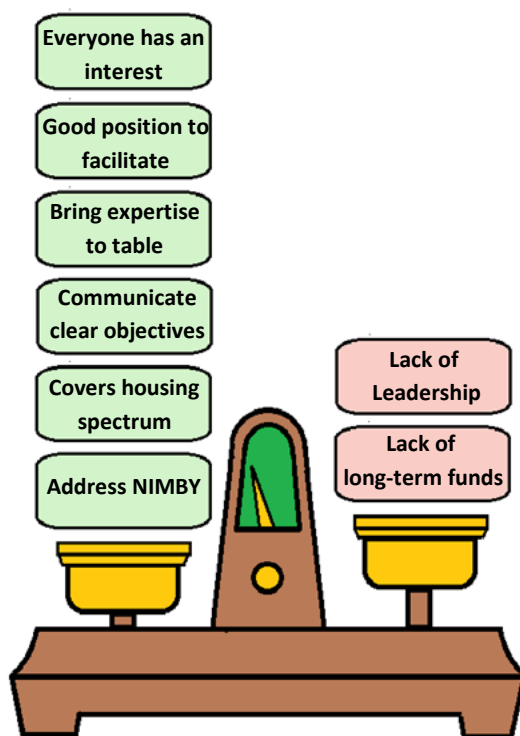 Everyone has an
interest
Good position to
facilitate
Bring expertise
to table
Communicate
clear objectives
Covers housing
spectrum
Address NIMBY
Lack of
Leadership
Lack of
long-term funds